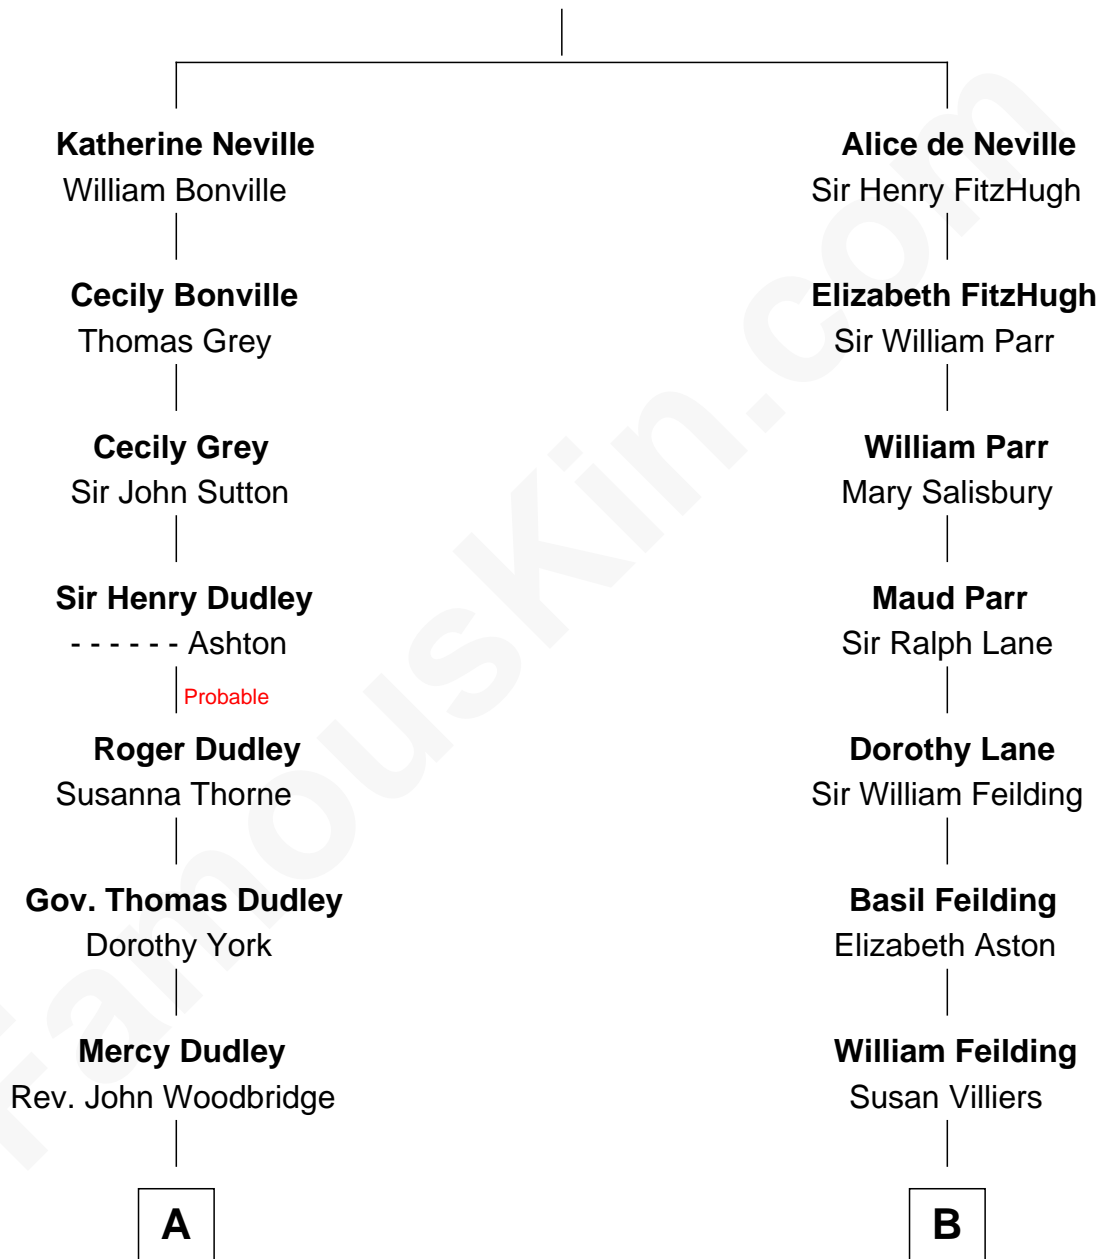 Katherine Neville
William Bonville
Alice de Neville
Sir Henry FitzHugh
Cecily Bonville
Thomas Grey
Elizabeth FitzHugh
Sir William Parr
Cecily Grey
Sir John Sutton
William Parr
Mary Salisbury
Sir Henry Dudley
- - - - - - Ashton
Maud Parr
Sir Ralph Lane
Probable
Roger Dudley
Susanna Thorne
Dorothy Lane
Sir William Feilding
Gov. Thomas Dudley
Dorothy York
Basil Feilding
Elizabeth Aston
Mercy Dudley
Rev. John Woodbridge
William Feilding
Susan Villiers
A
B
FamousKin.com